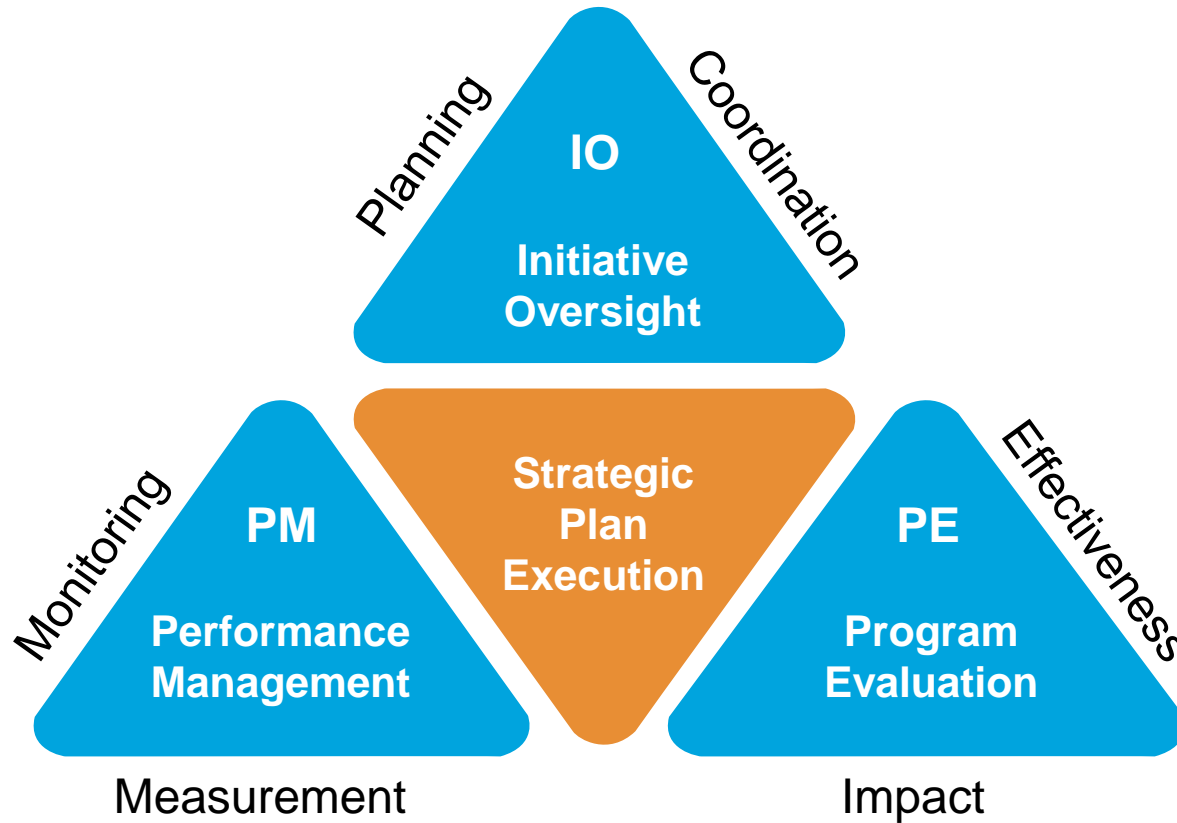 Planning
Coordination
IO
Initiative
Oversight
Monitoring
PM
Performance
Management
Strategic
Plan
Execution
PE
Program
Evaluation
Effectiveness
Measurement
Impact